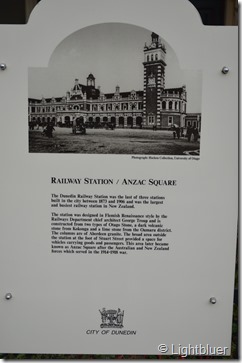 Photograph: Hocken Collection, University of Otago
RAILWAY STATION / ANZAC SQUARE
The Dunedin Railway Station was the last of three stations
built in the city between 1873 and 1906 and was the largest
and busiest railway station in New Zealand.
The station was designed in Flemish Renaissance style by the
Railways Department chief architect George Troup and is
constructed from two types of Otago Stone, a dark volcanic
stone from Kokonga and a lime stone from the Oamaru district.
The columns are of Aberdeen granite. The broad area outside
the station at the foot of Stuart Street provided a space for
vehicles carrying goods and passengers. This area later became
known as Anzac Square after the Australian and New Zealand
forces which served in the 1914-1918 war.
CITY OF DUNEDIN
© Lightbluer